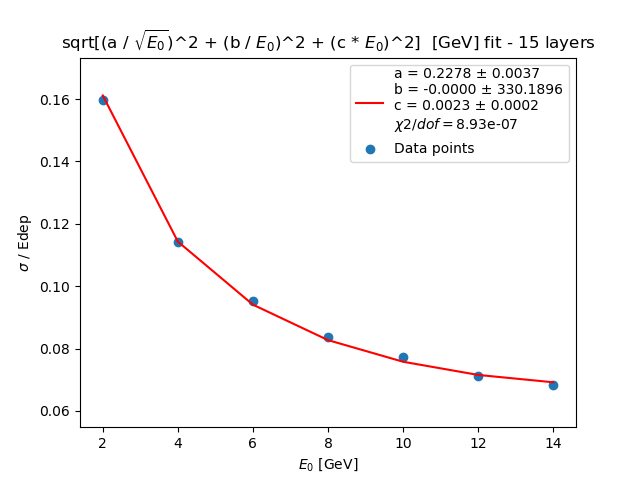 sqrt[(a / √E₀)^2 + (b / E₀)^2 + (c * E₀)^2]  [GeV] fit - 15 layers
a = 0.2278 ± 0.0037
b = -0.0000 ± 330.1896
c = 0.0023 ± 0.0002
χ2/dof = 8.93e-07
Data points
0.16
0.14
0.12
0.10
0.08
0.06
σ / Edep
2 4 6 8 10 12 14
E₀ [GeV]